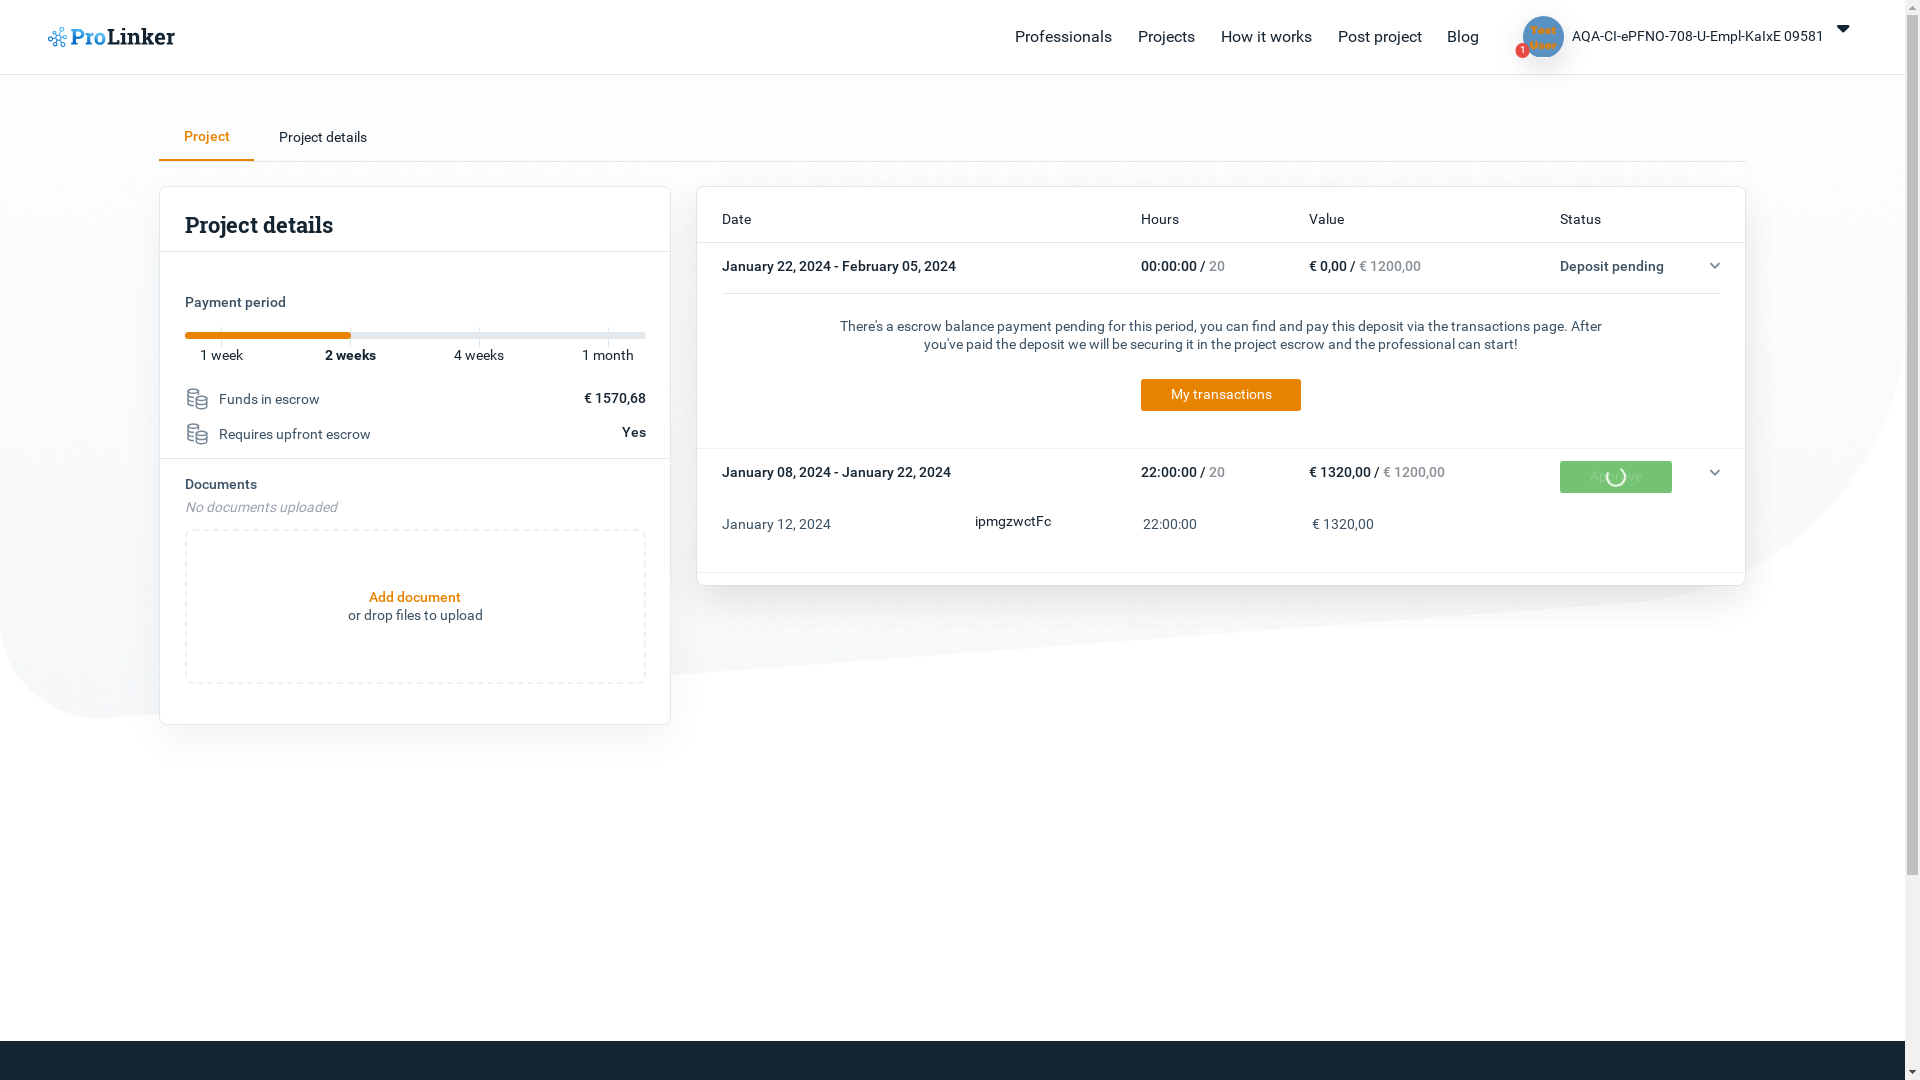 ProLinker
Professionals
Projects
How it works
Post project
Blog
Test
User
1
AQA-CI-ePFNO-708-U-Empl-KaIxE 09581
Project
Project details
Project details
Payment period
1 week
2 weeks
4 weeks
1 month
Funds in escrow
€ 1570,68
Requires upfront escrow
Yes
Documents
No documents uploaded
Add document
or drop files to upload
Date Hours Value Status
January 22, 2024 - February 05, 2024 00:00:00 / 20 € 0,00 / € 1200,00 Deposit pending
There's a escrow balance payment pending for this period, you can find and pay this deposit via the transactions page. After
you've paid the deposit we will be securing it in the project escrow and the professional can start!
My transactions
January 08, 2024 - January 22, 2024 22:00:00 / 20 € 1320,00 / € 1200,00 Approve
January 12, 2024 ipmgzwctFc 22:00:00 € 1320,00